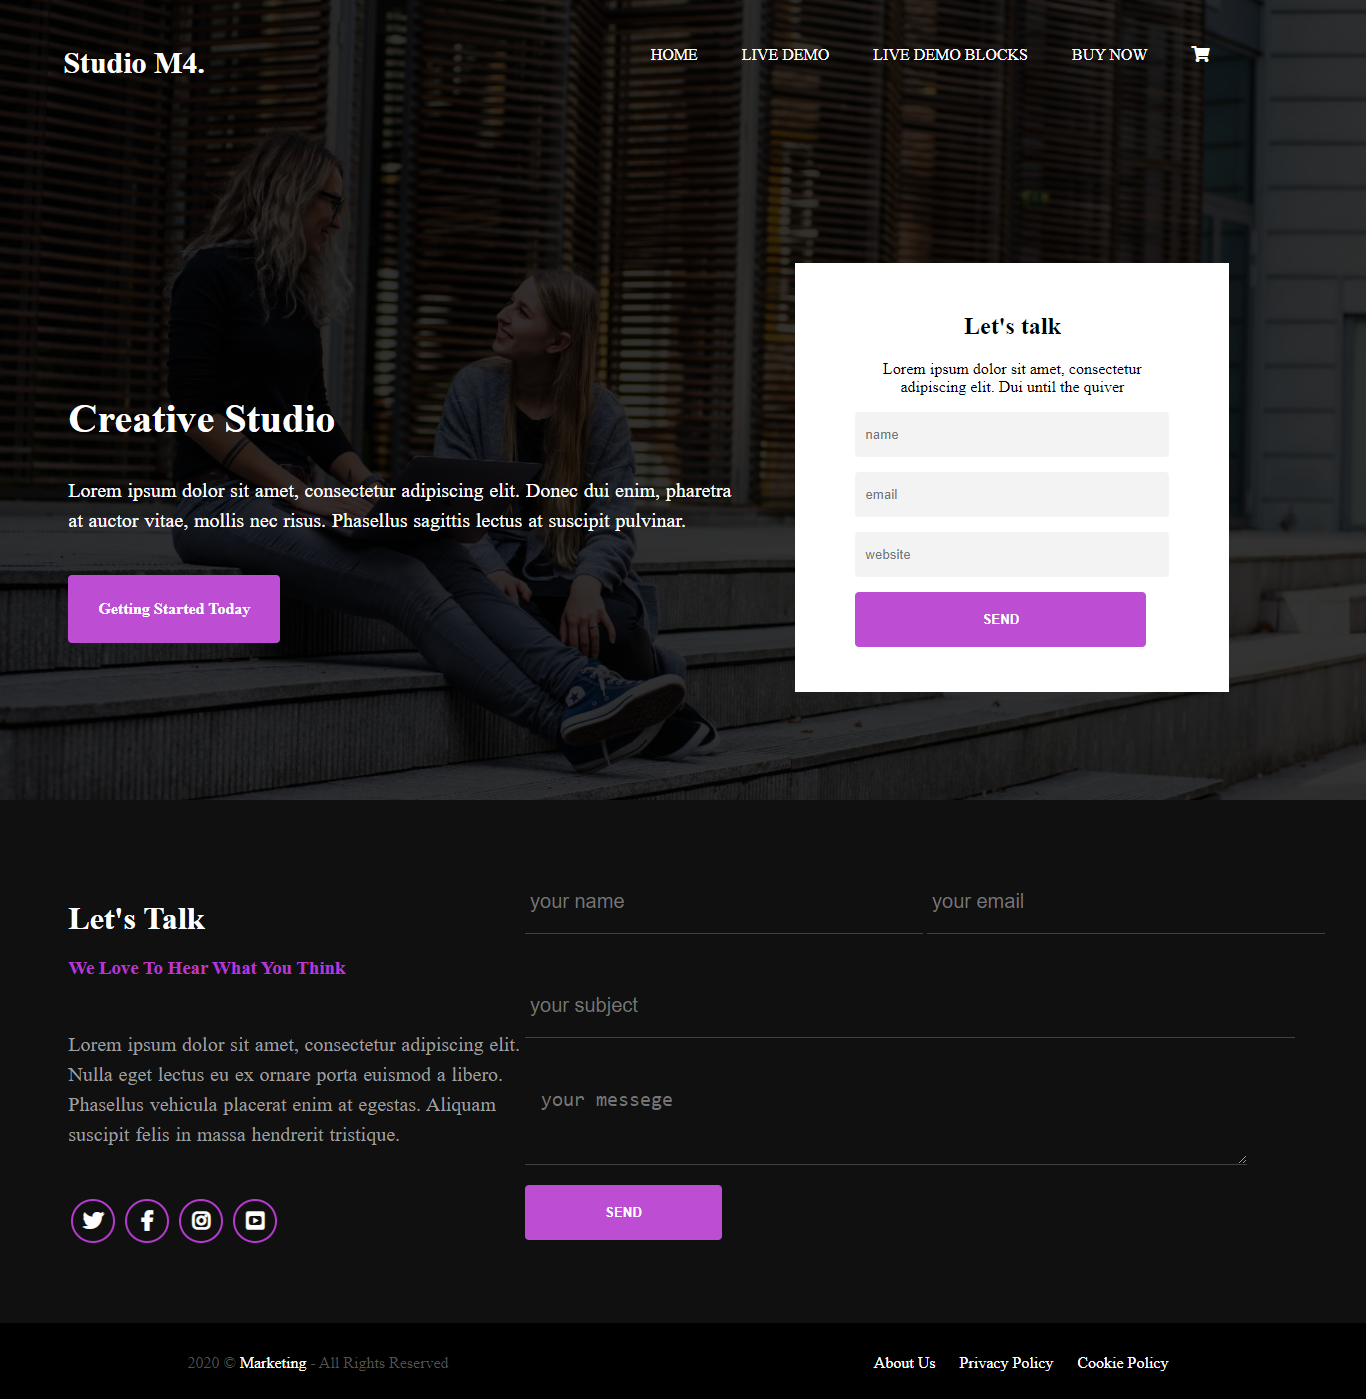 Studio M4.
HOME LIVE DEMO LIVE DEMO BLOCKS BUY NOW
Creative Studio
Lorem ipsum dolor sit amet, consectetur adipiscing elit. Donec dui enim, pharetra
at auctor vitae, mollis nec risus. Phasellus sagittis lectus at suscipit pulvinar.
Getting Started Today
Let's talk
Lorem ipsum dolor sit amet, consectetur
adipiscing elit. Dui until the quiver
name
email
website
SEND
Let's Talk
We Love To Hear What You Think
Lorem ipsum dolor sit amet, consectetur adipiscing elit.
Nulla eget lectus eu ex ornare porta euismod a libero.
Phasellus vehicula placerat enim at egestas. Aliquam
suscipit felis in massa hendrerit tristique.
your name
your email
your subject
your messege
SEND
2020 © Marketing - All Rights Reserved
About Us Privacy Policy Cookie Policy